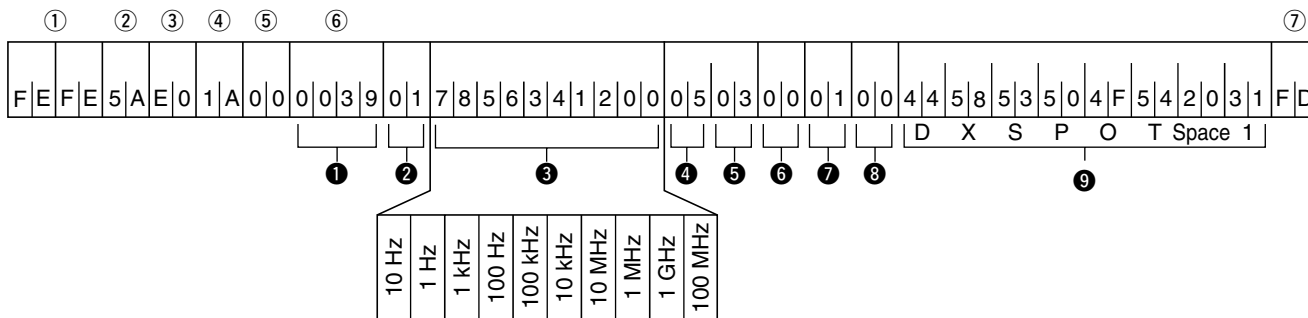 ① ② ③ ④ ⑤ ⑥ ⑦
F E F E 5 A E 0 1 A 0 0 0 0 3 9 0 1 7 8 5 6 3 4 1 2 0 0 0 5 0 3 0 0 0 1 0 0 4 4 5 8 5 3 5 0 4 F 5 4 2 0 3 1 F D
D X S P O T Space 1
❶ ❷ ❸ ❹ ❺ ❻ ❼ ❽ ❾
10 Hz
1 Hz
1 kHz
100 Hz
100 kHz
10 kHz
10 MHz
1 MHz
1 GHz
100 MHz